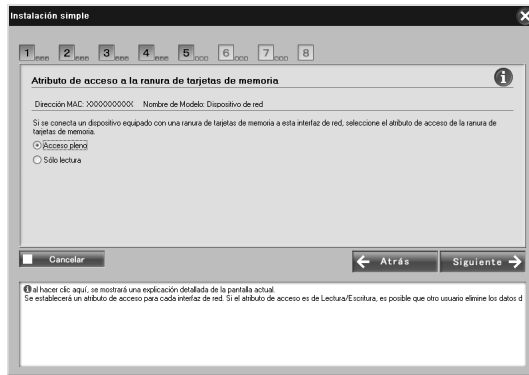 Instalación simple
1 2 3 4 5 6 7 8
Atributo de acceso a la ranura de tarjetas de memoria
Dirección MAC: XXXXXXXXXX Nombre de Modelo: Dispositivo de red
Si se conecta un dispositivo equipado con una ranura de tarjetas de memoria a esta interfaz de red, seleccione el atributo de acceso de la ranura de
tarjetas de memoria.
Acceso pleno
Sólo lectura
Cancelar
Atrás
Siguiente
al hacer clic aquí, se mostrará una explicación detallada de la pantalla actual.
Se establecerá un atributo de acceso para cada interfaz de red. Si el atributo de acceso es de Lectura/Escritura, es posible que otro usuario elimine los datos d